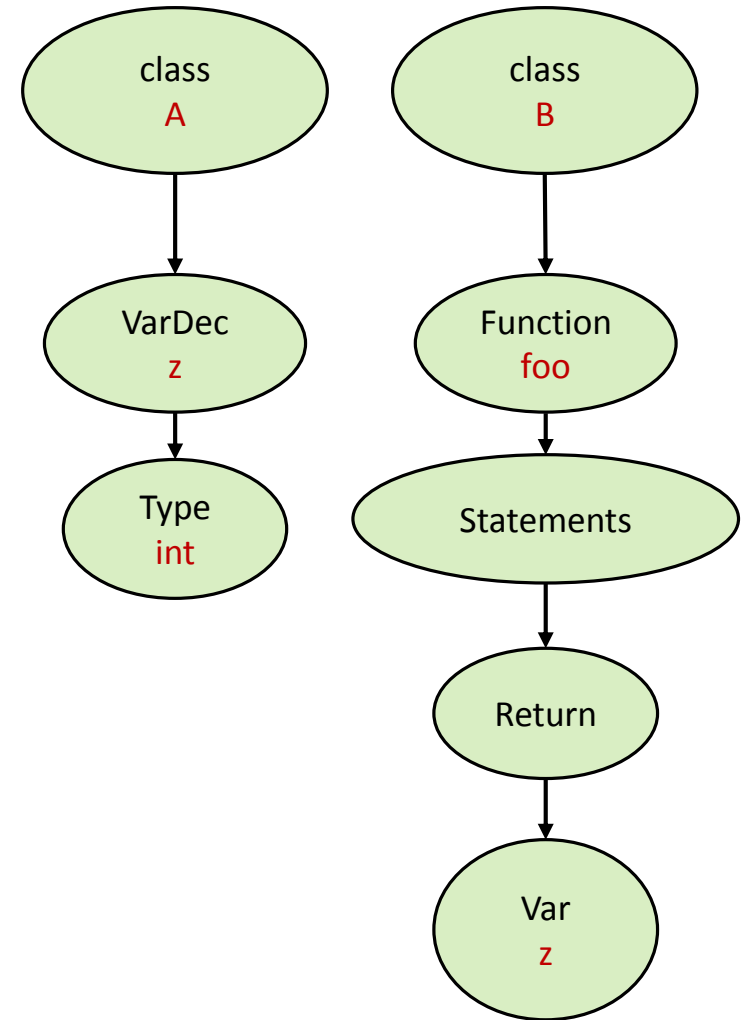 class
A
VarDec
z
Type
int
class
B
Function
foo
Statements
Return
Var
z